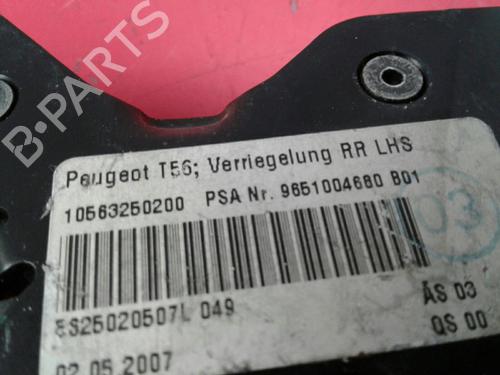 B-PARTS
Peugeot T56; Verriegelung RR LHS
10563250200 PSA Nr. 9651004680 B01
03
ES25020507L 049
ÄS 03
QS 00
02.05.2007